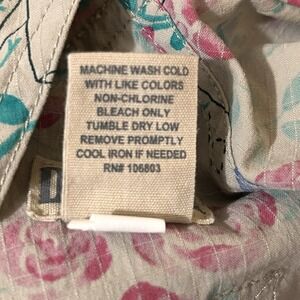 MACHINE WASH COLD
WITH LIKE COLORS
NON-CHLORINE
BLEACH ONLY
TUMBLE DRY LOW
REMOVE PROMPTLY
COOL IRON IF NEEDED
RN# 106803